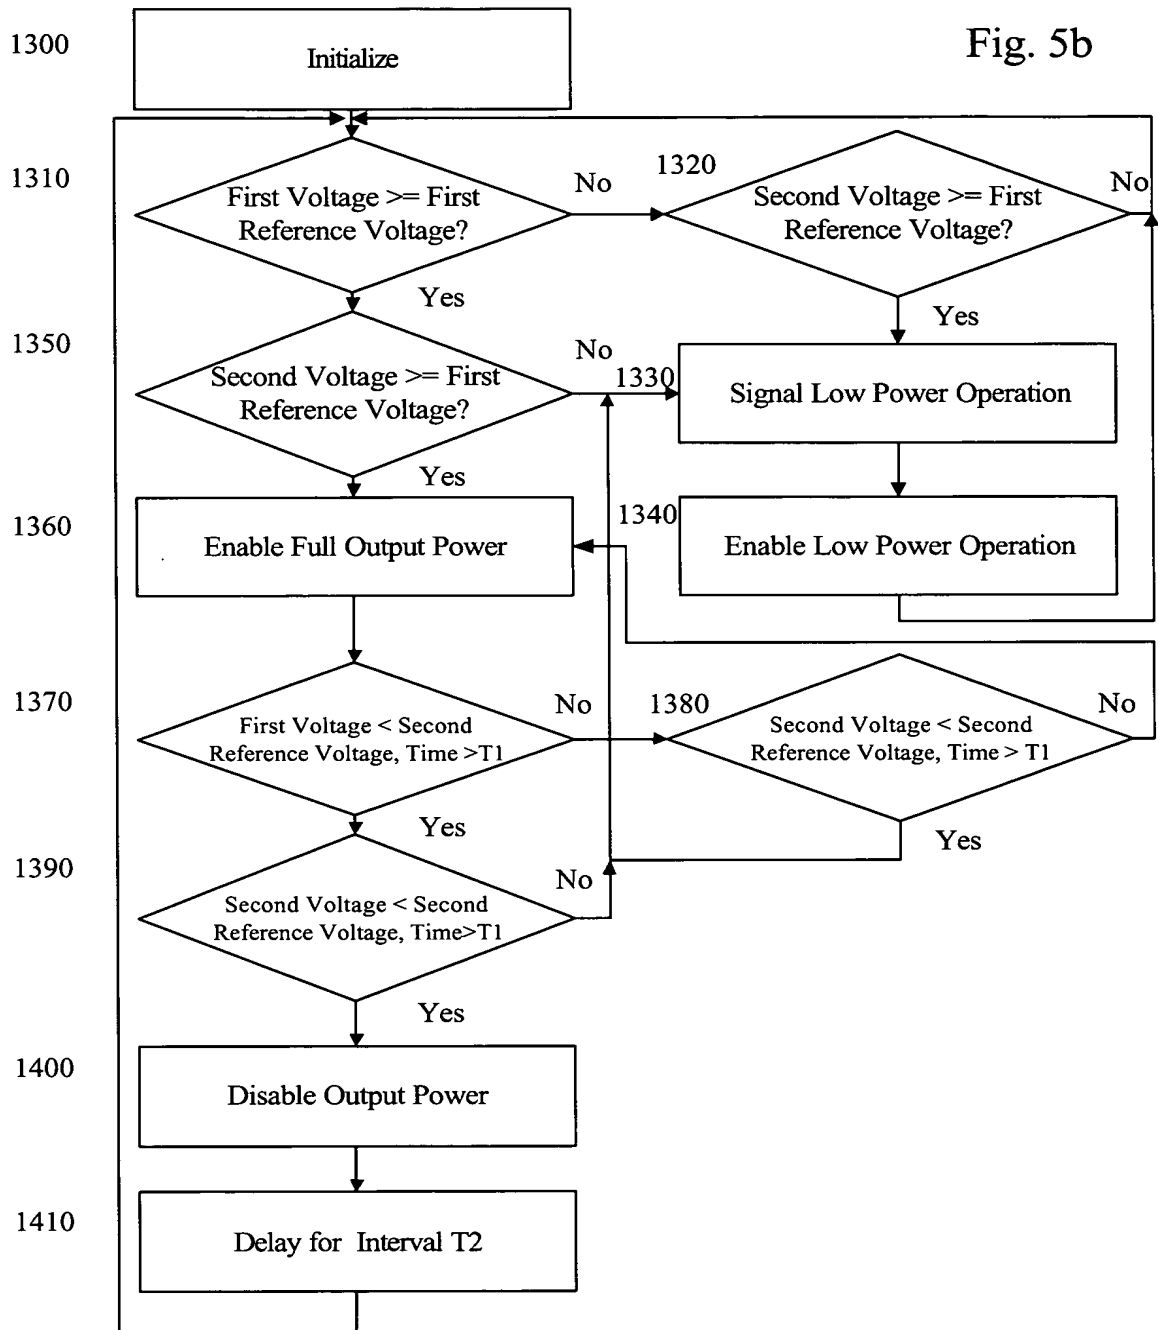 1300
Initialize
Fig. 5b
1310
First Voltage >= First
Reference Voltage?
No
1320
Second Voltage >= First
Reference Voltage?
No
Yes
Yes
1350
Second Voltage >= First
Reference Voltage?
No
1330
Signal Low Power Operation
Yes
1360
Enable Full Output Power
1340
Enable Low Power Operation
1370
First Voltage < Second
Reference Voltage, Time >T1
No
1380
Second Voltage < Second
Reference Voltage, Time > T1
No
Yes
Yes
1390
Second Voltage < Second
Reference Voltage, Time>T1
No
Yes
1400
Disable Output Power
1410
Delay for Interval T2